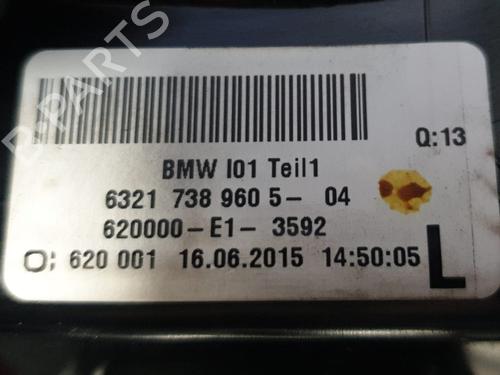 B-PARTS
Q:13
BMW I01 Teil1
6321 738 960 5- 04
620000-E1- 3592
O; 620 001 16.06.2015 14:50:05 L